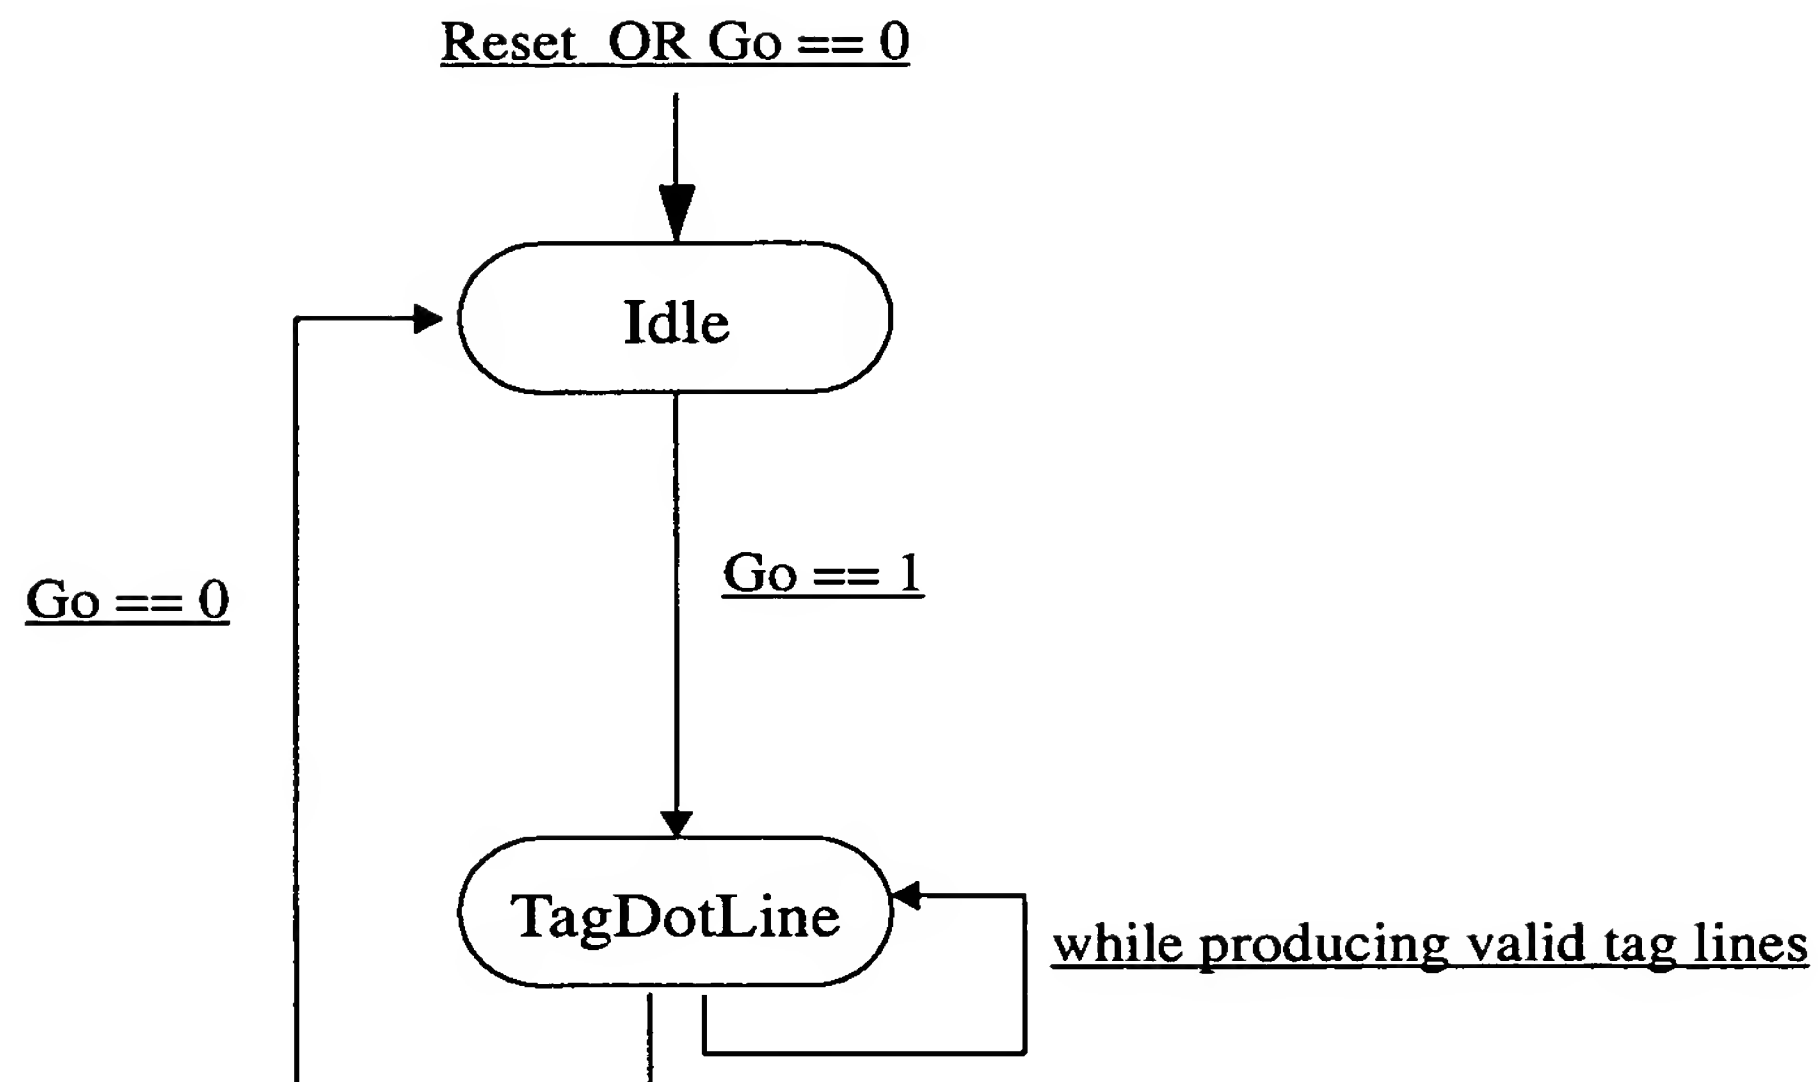 Reset OR Go == 0
Idle
Go == 1
Go == 0
TagDotLine
while producing valid tag lines